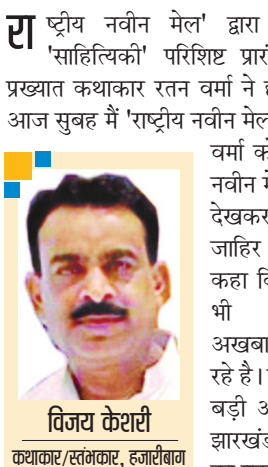 राष्ट्रीय नवीन मेल' द्वारा
'साहित्यिकी' परिशिष्ट प्रारं
प्रख्यात कथाकार रतन वर्मा ने ह
आज सुबह मैं 'राष्ट्रीय नवीन मेल
वर्मा को
नवीन मे
देखकर
जाहिर
कहा वि
भी
अखबा
रहे है।
बड़ी अ
झारखंड
विजय केशरी
कथाकार/स्तंभकार, हजारीबाग